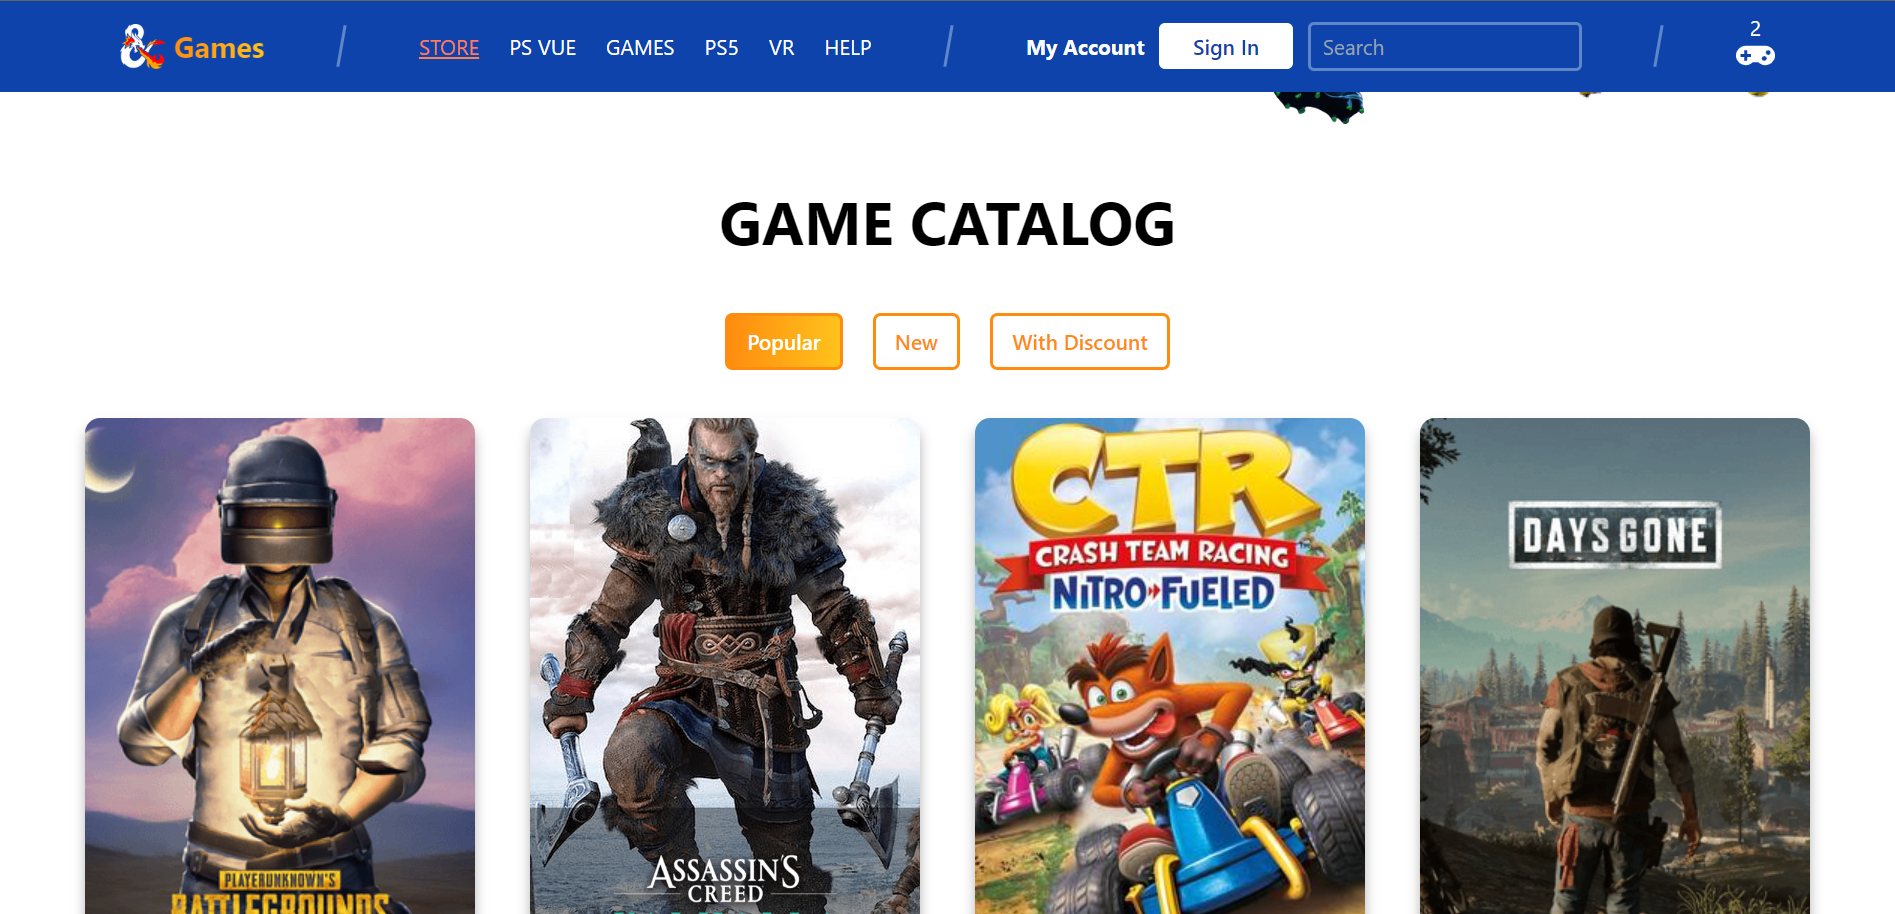 Games
STORE PS VUE GAMES PS5 VR HELP
My Account Sign In Search
2
GAME CATALOG
Popular New With Discount
PLAYERUNKNOWN'S
BATTLEGROUNDS
ASSASSIN'S
CREED
CTR
CRASH TEAM RACING
NITRO FUELED
DAYS GONE